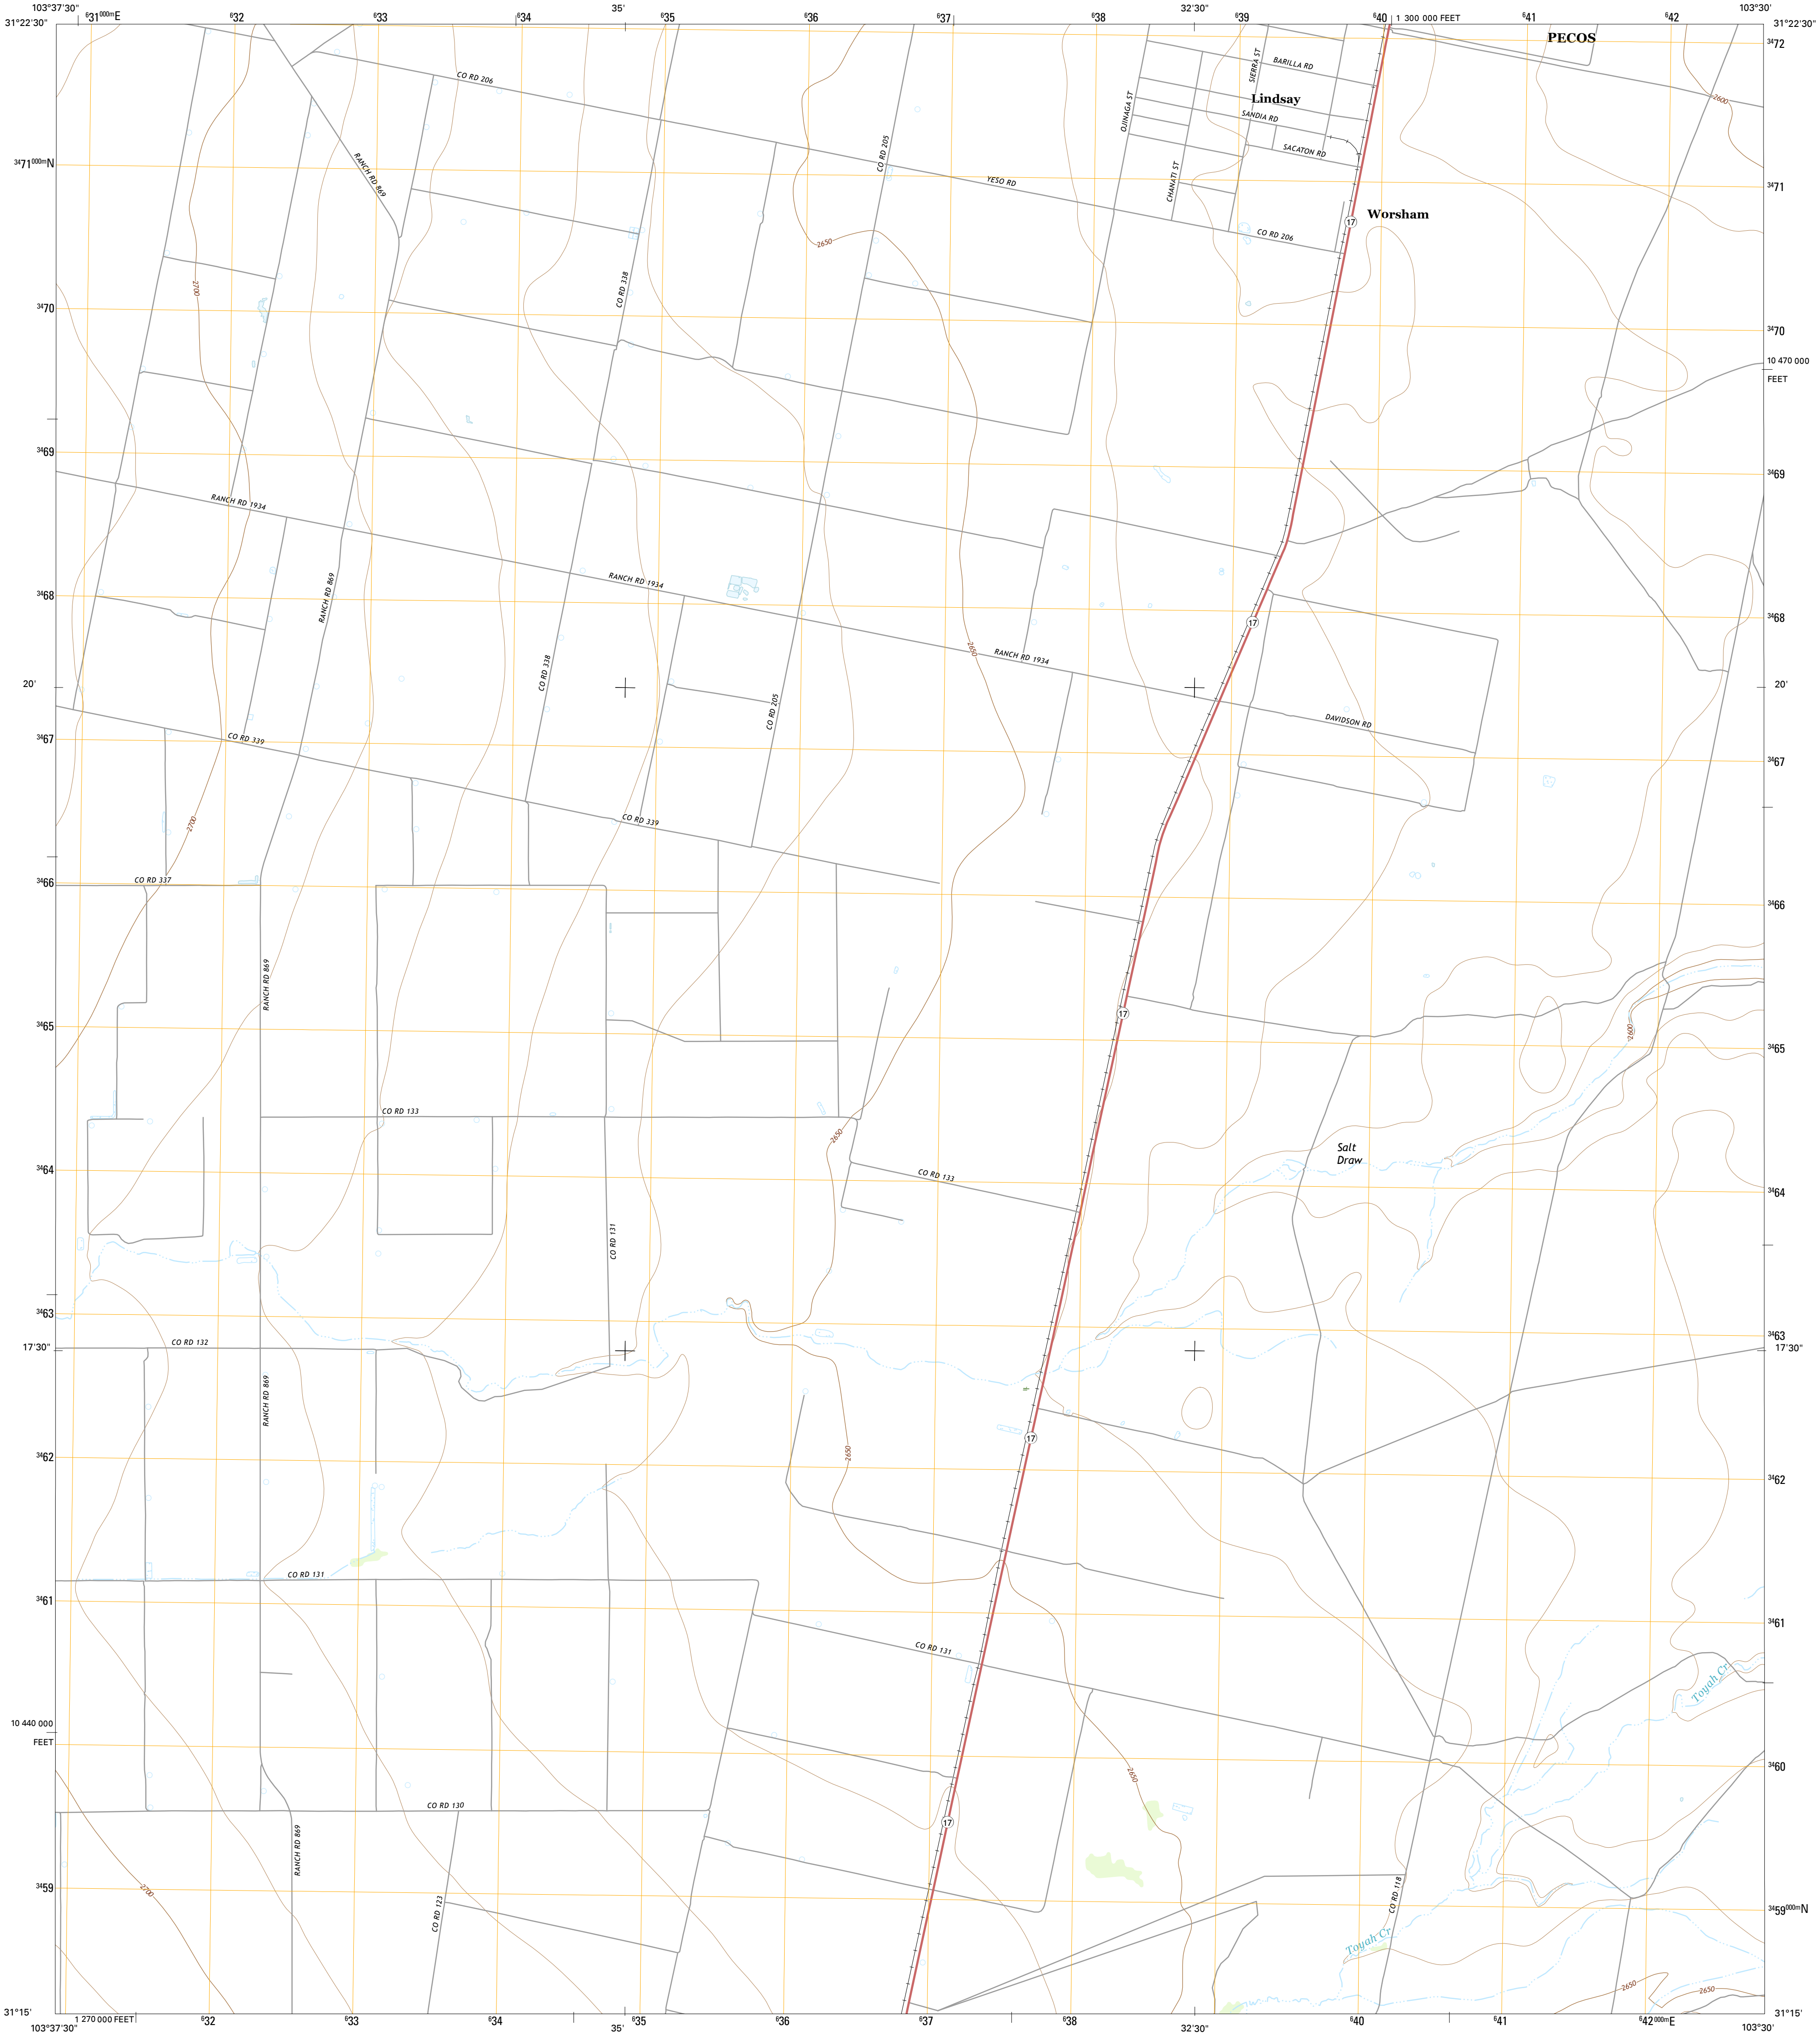 103°37'30" ⁶31⁰⁰⁰ᵐE ⁶32 ⁶33 ⁶34 35' ⁶35 ⁶36 ⁶37 ⁶38 32'30" ⁶39 ⁶40 1 300 000 FEET ⁶41 ⁶42 103°30'
31°22'30" 31°22'30"
PECOS
³⁴72
SIERRA ST
BARILLA RD
CO RD 206
Lindsay
OJINAGA ST
2600
SANDIA RD
CO RD 205
SACATON RD
³⁴71⁰⁰⁰ᵐN
RANCH RD 869
CHANATI ST
YESO RD
³⁴71
Worsham
17
CO RD 206
2650
2700
CO RD 338
³⁴70
³⁴70
10 470 000
FEET
³⁴69
³⁴69
RANCH RD 1934
RANCH RD 1934
RANCH RD 869
³⁴68
³⁴68
17
2650
RANCH RD 1934
CO RD 338
20'
20'
CO RD 205
DAVIDSON RD
CO RD 339
³⁴67
³⁴67
2700
CO RD 339
CO RD 337
³⁴66
³⁴66
RANCH RD 869
17
2600
³⁴65
³⁴65
CO RD 133
2650
Salt
Draw
CO RD 133
³⁴64
³⁴64
CO RD 131
³⁴63
³⁴63
CO RD 132
17'30"
17'30"
RANCH RD 869
17
2650
³⁴62
³⁴62
CO RD 131
³⁴61
³⁴61
CO RD 131
Toyah Cr
10 440 000
FEET
³⁴60
2650
CO RD 130
17
RANCH RD 869
³⁴59
2700
CO RD 123
CO RD 118
³⁴59⁰⁰⁰ᵐN
Toyah Cr
2650
2650
31°15' 31°15'
103°37'30" 1 270 000 FEET ⁶32 ⁶33 ⁶34 35' ⁶35 ⁶36 ⁶37 ⁶38 32'30" ⁶40 ⁶41 ⁶42⁰⁰⁰ᵐE 103°30'